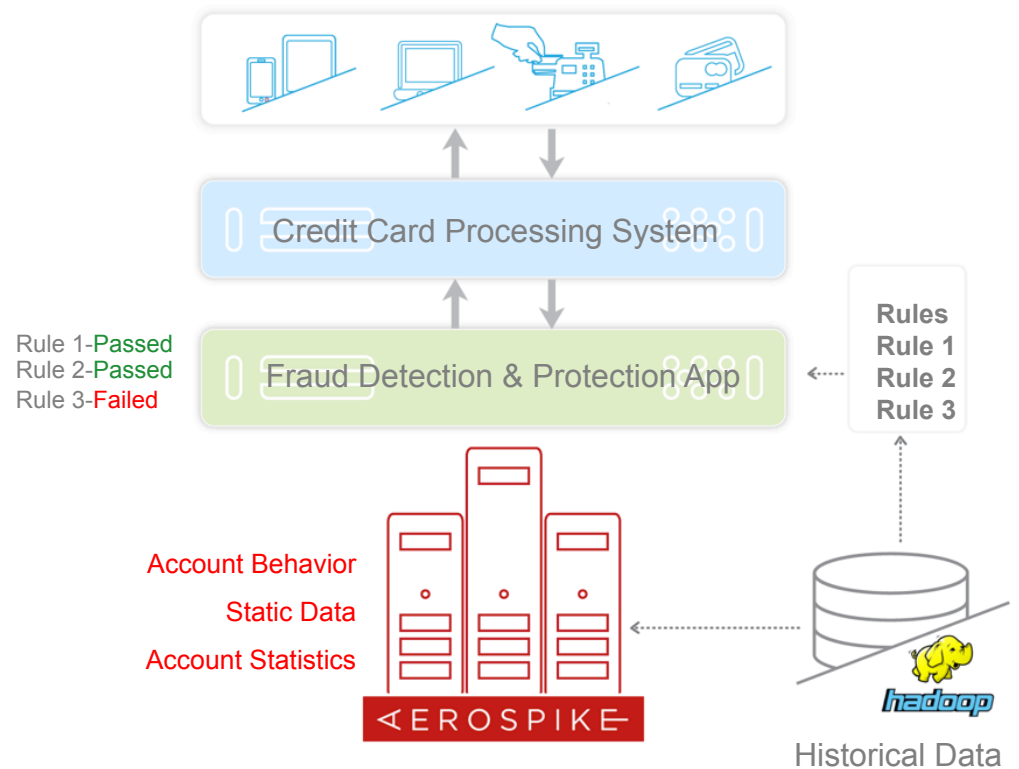 Credit Card Processing System
Rule 1-Passed
Rule 2-Passed
Rule 3-Failed
Fraud Detection & Protection App
Rules
Rule 1
Rule 2
Rule 3
Account Behavior
Static Data
Account Statistics
AEROSPIKE
hadoop
Historical Data